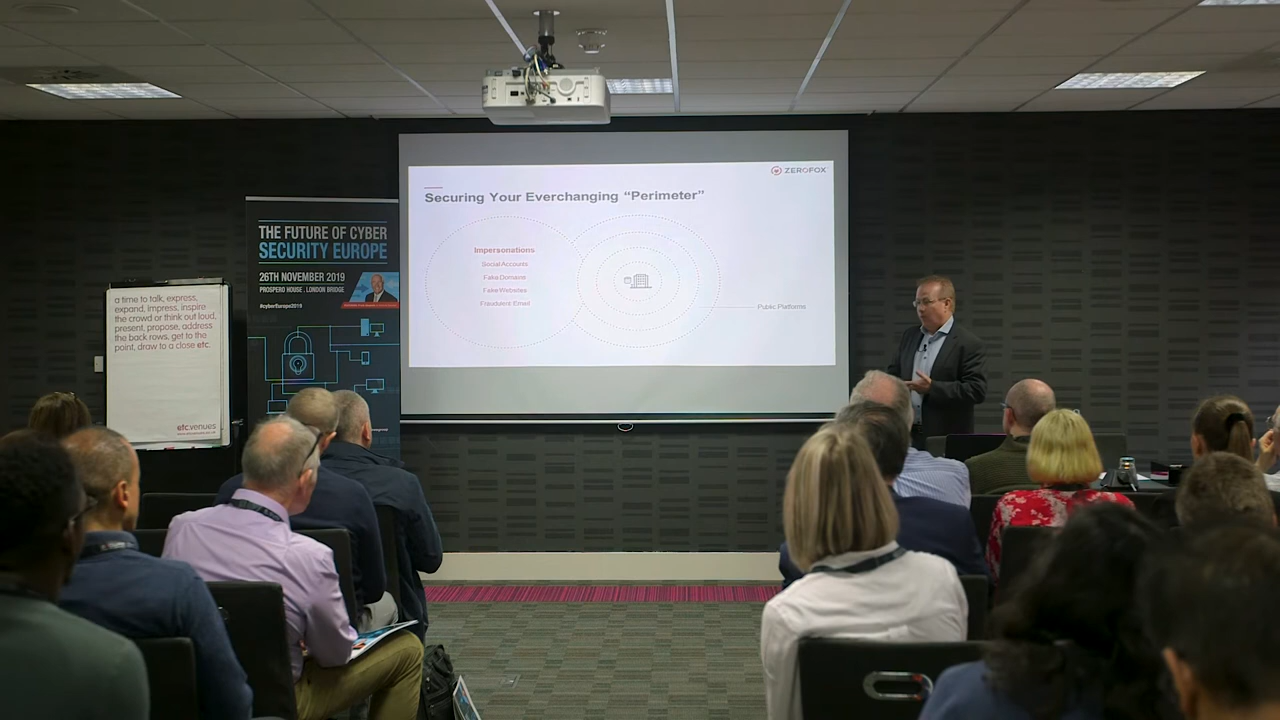 ZEROFOX
Securing Your Everchanging “Perimeter”
Impersonations
Social Accounts
Fake Domains
Fake Websites
Fraudulent Email
Public Platforms
THE FUTURE OF CYBER
SECURITY EUROPE
26TH NOVEMBER 2019
PROSPERO HOUSE, LONDON BRIDGE
#cyberEurope2019
a time to talk, express,
expand, impress, inspire
the crowd or think out loud,
present, propose, address
the back rows, get to the
point, draw to a close etc.
etc.venues